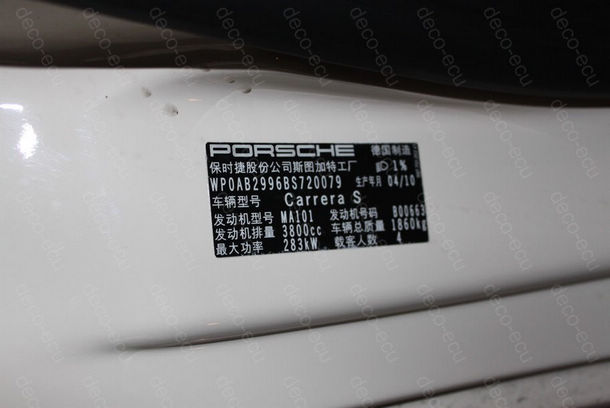 PORSCHE 德国制造
保时捷股份公司斯图加特工厂 1%
WP0AB2996BS720079 生产年月 04/10
车辆型号 Carrera S
发动机型号 MA101 发动机号码 B00663
发动机排量 3800cc 车辆总质量 1860kg
最大功率 283kW 载客人数 4
deco-ecu